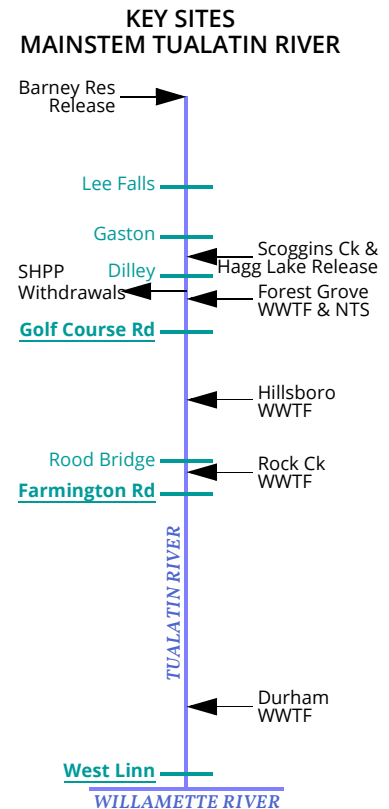 KEY SITES
MAINSTEM TUALATIN RIVER
Barney Res
Release
Lee Falls
Gaston
Scoggins Ck &
Hagg Lake Release
Dilley
SHPP
Withdrawals
Forest Grove
WWTF & NTS
Golf Course Rd
Hillsboro
WWTF
Rood Bridge
Rock Ck
WWTF
Farmington Rd
TUALATIN RIVER
Durham
WWTF
West Linn
WILLAMETTE RIVER